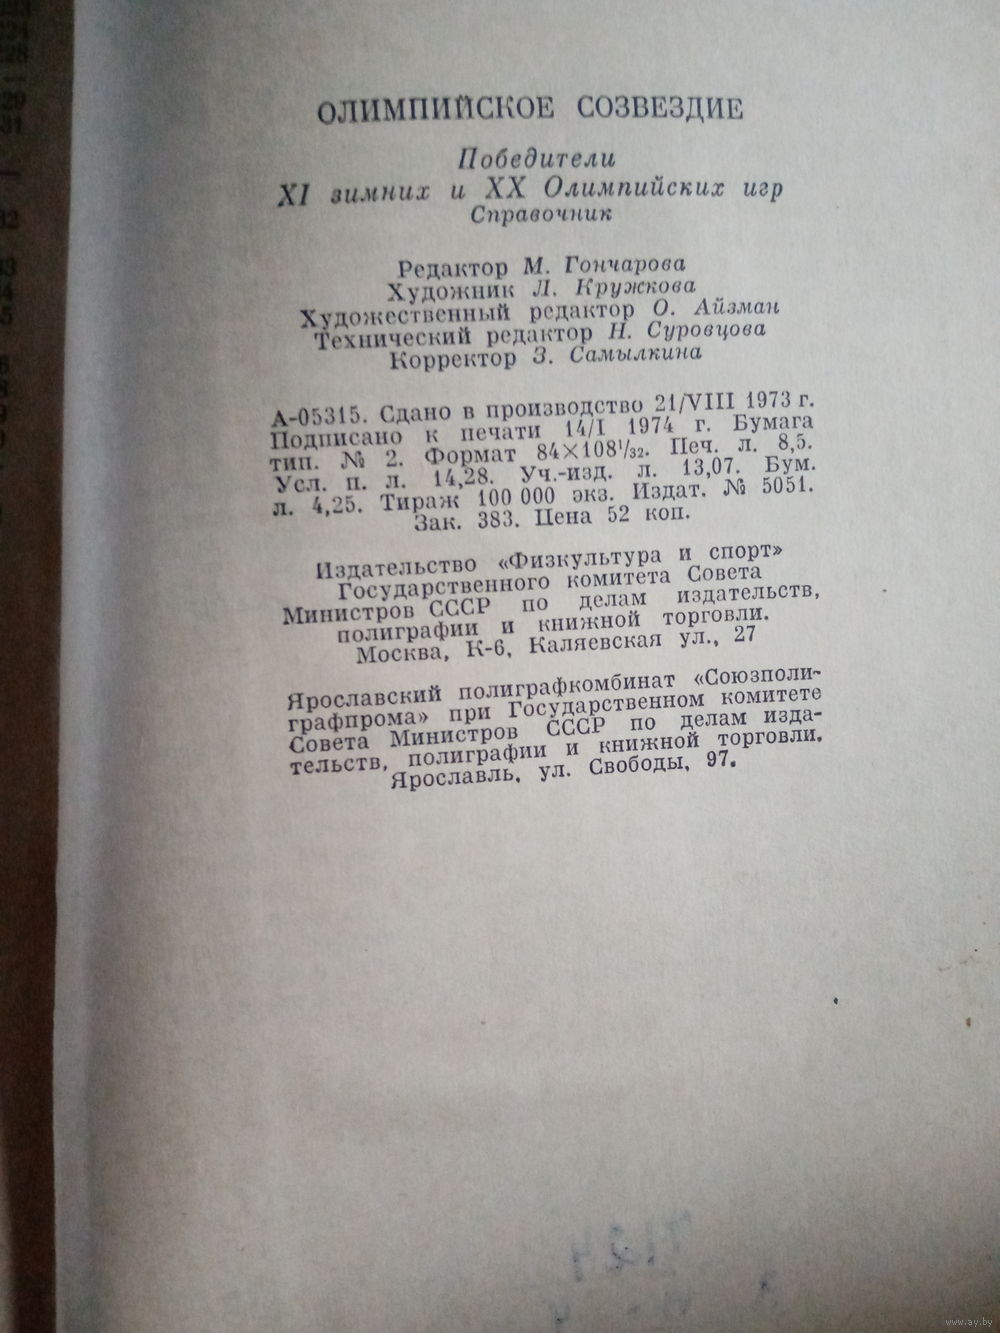 ОЛИМПИЙСКОЕ СОЗВЕЗДИЕ
Победители
XI зимних и XX Олимпийских игр
Справочник
Редактор М. Гончарова
Художник Л. Кружкова
Художественный редактор О. Айзман
Технический редактор Н. Суровцова
Корректор З. Самылкина
А-05315. Сдано в производство 21/VIII 1973 г.
Подписано к печати 14/I 1974 г. Бумага
тип. № 2. Формат 84×108¹/₃₂. Печ. л. 8,5.
Усл. п. л. 14,28. Уч.-изд. л. 13,07. Бум.
л. 4,25. Тираж 100 000 экз. Издат. № 5051.
Зак. 383. Цена 52 коп.
Издательство «Физкультура и спорт»
Государственного комитета Совета
Министров СССР по делам издательств,
полиграфии и книжной торговли.
Москва, К-6, Каляевская ул., 27
Ярославский полиграфкомбинат «Союзполи-
графпрома» при Государственном комитете
Совета Министров СССР по делам изда-
тельств, полиграфии и книжной торговли.
Ярославль, ул. Свободы, 97.
www.ay.by